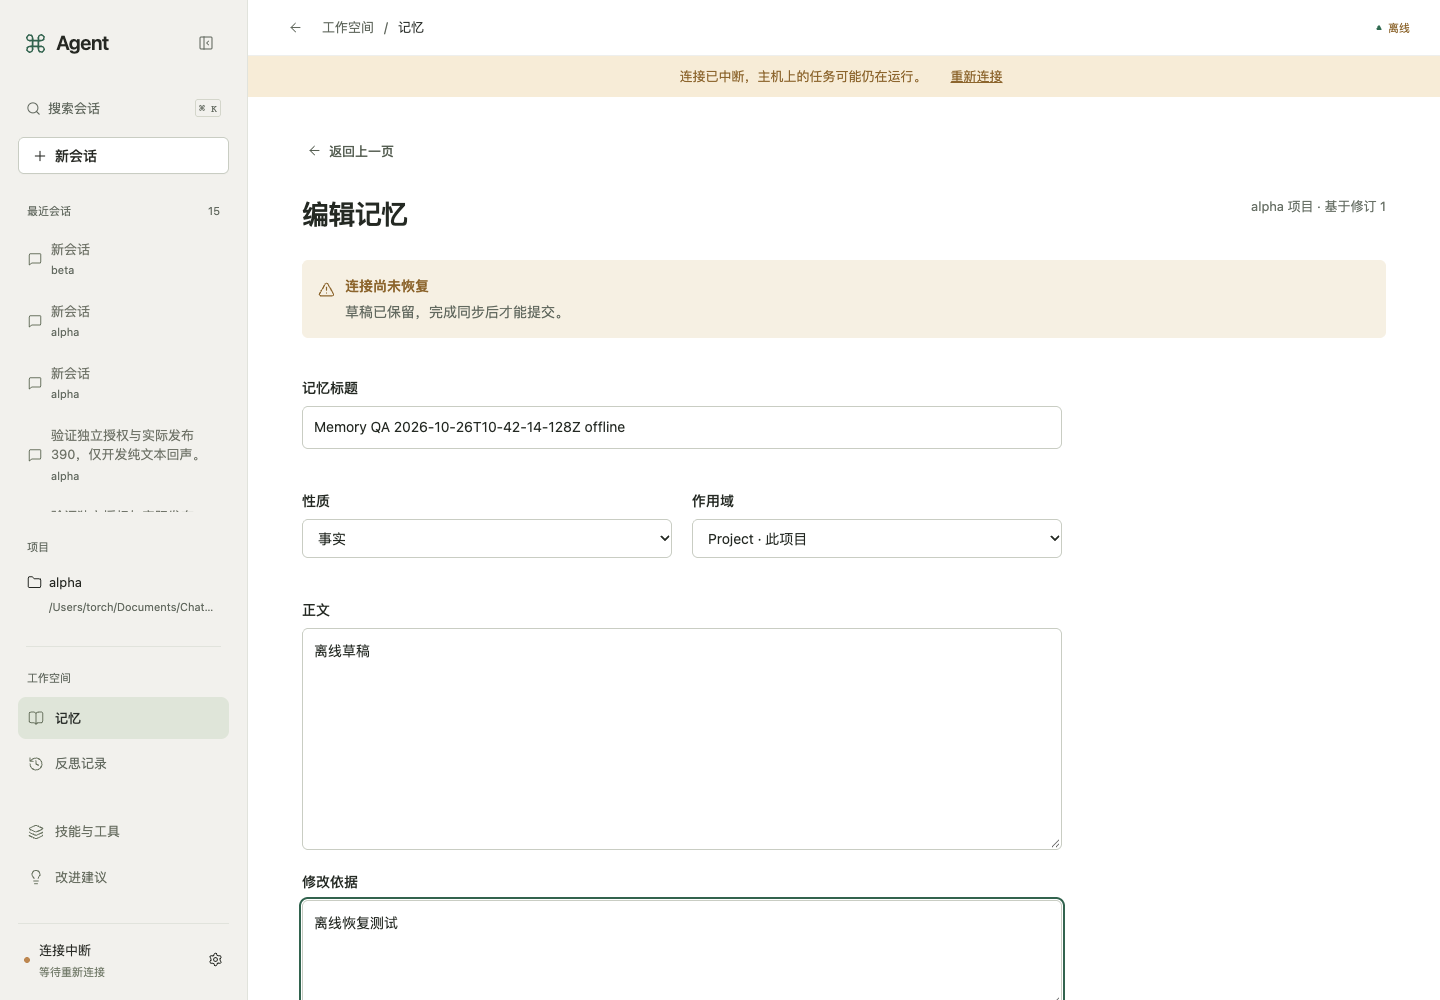 Agent
搜索会话
⌘ K
新会话
最近会话
15
新会话
beta
新会话
alpha
新会话
alpha
验证独立授权与实际发布
390，仅开发纯文本回声。
alpha
项目
alpha
/Users/torch/Documents/Chat...
工作空间
记忆
反思记录
技能与工具
改进建议
连接中断
等待重新连接
工作空间 / 记忆
离线
连接已中断，主机上的任务可能仍在运行。 重新连接
返回上一页
编辑记忆
alpha 项目 · 基于修订 1
连接尚未恢复
草稿已保留，完成同步后才能提交。
记忆标题
Memory QA 2026-10-26T10-42-14-128Z offline
性质
作用域
事实
Project · 此项目
正文
离线草稿
修改依据
离线恢复测试